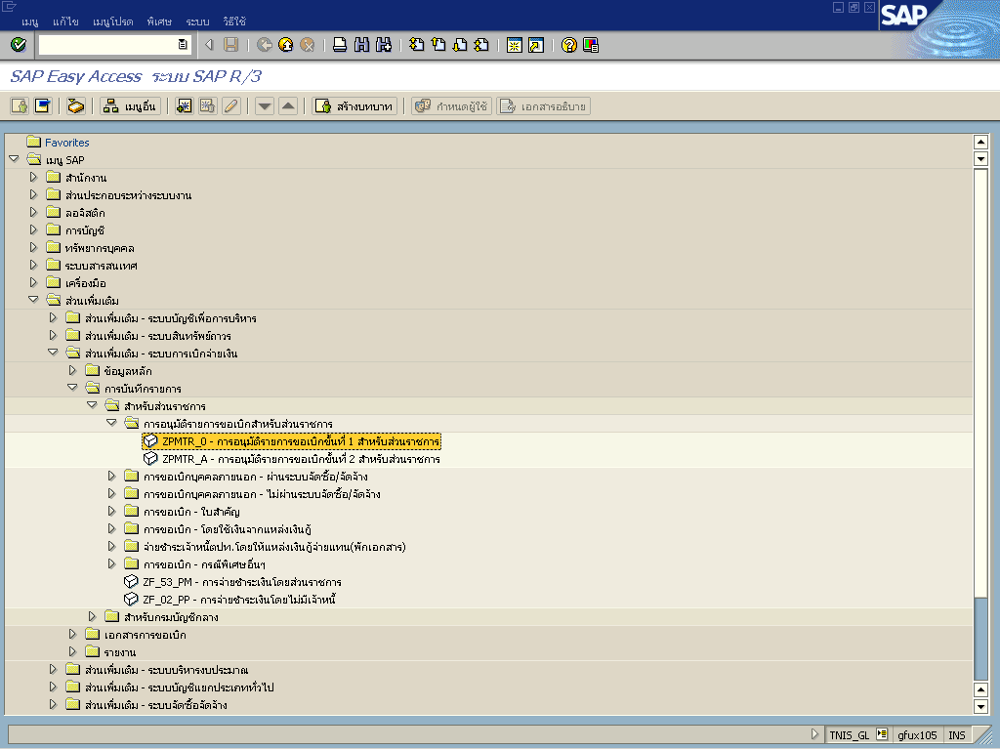 เมนู แก้ไข เมนูโปรด พิเศษ ระบบ วิธีใช้
SAP
SAP Easy Access ระบบ SAP R/3
เมนูอื่น สร้างบทบาท กำหนดผู้ใช้ เอกสารอธิบาย
Favorites
เมนู SAP
สำนักงาน
ส่วนประกอบระหว่างระบบงาน
ลอจิสติก
การบัญชี
ทรัพยากรบุคคล
ระบบสารสนเทศ
เครื่องมือ
ส่วนเพิ่มเติม
ส่วนเพิ่มเติม - ระบบบัญชีเพื่อการบริหาร
ส่วนเพิ่มเติม - ระบบสินทรัพย์ถาวร
ส่วนเพิ่มเติม - ระบบการเบิกจ่ายเงิน
ข้อมูลหลัก
การบันทึกรายการ
สำหรับส่วนราชการ
การอนุมัติรายการขอเบิกสำหรับส่วนราชการ
ZPMTR_0 - การอนุมัติรายการขอเบิกขั้นที่ 1 สำหรับส่วนราชการ
ZPMTR_A - การอนุมัติรายการขอเบิกขั้นที่ 2 สำหรับส่วนราชการ
การขอเบิกบุคคลภายนอก - ผ่านระบบจัดซื้อ/จัดจ้าง
การขอเบิกบุคคลภายนอก - ไม่ผ่านระบบจัดซื้อ/จัดจ้าง
การขอเบิก - ใบสำคัญ
การขอเบิก - โดยใช้เงินจากแหล่งเงินกู้
จ่ายชำระเจ้าหนี้ตปท.โดยให้แหล่งเงินกู้จ่ายแทน(พักเอกสาร)
การขอเบิก - กรณีพิเศษอื่นๆ
ZF_53_PM - การจ่ายชำระเงินโดยส่วนราชการ
ZF_02_PP - การจ่ายชำระเงินโดยไม่มีเจ้าหนี้
สำหรับกรมบัญชีกลาง
เอกสารการขอเบิก
รายงาน
ส่วนเพิ่มเติม - ระบบบริหารงบประมาณ
ส่วนเพิ่มเติม - ระบบบัญชีแยกประเภททั่วไป
ส่วนเพิ่มเติม - ระบบจัดซื้อจัดจ้าง
TNIS_GL gfux105 INS